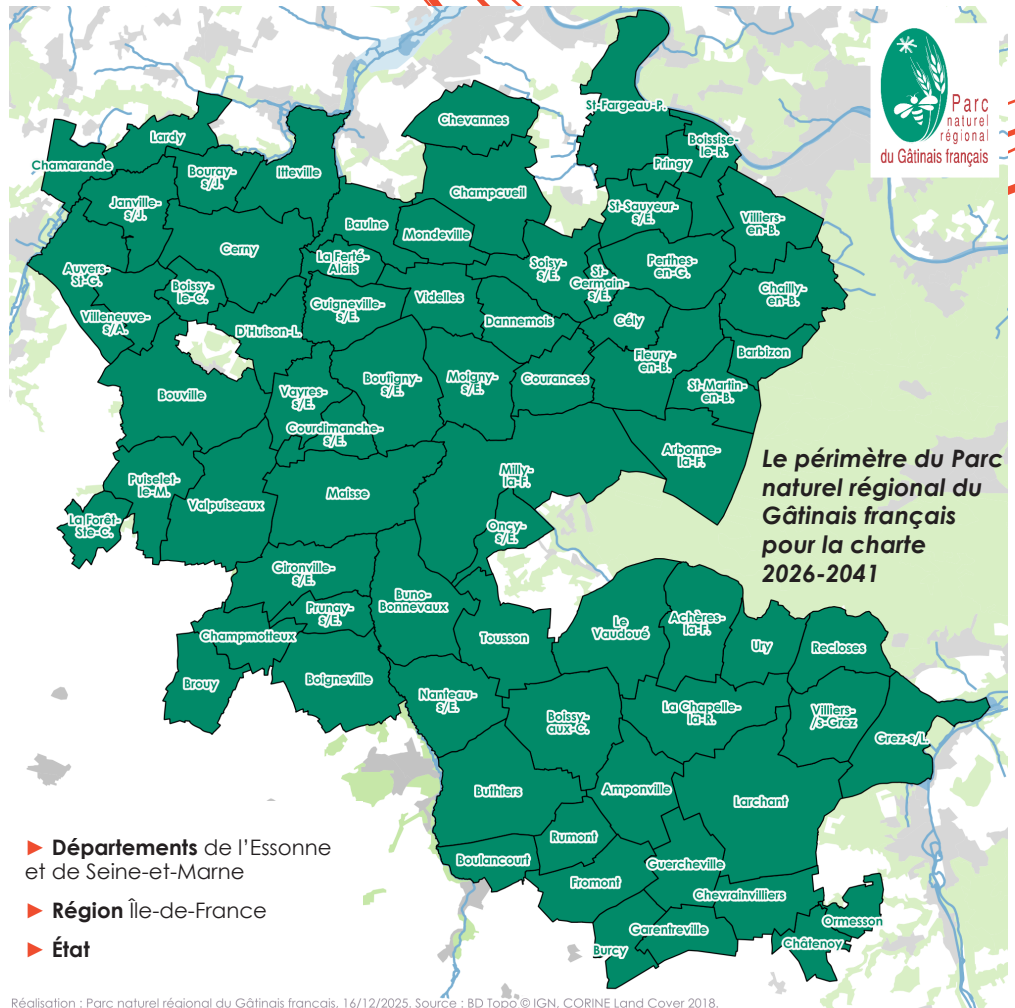 Parc
naturel
régional
du Gâtinais français
St-Fargeau-P.
Chevannes
Lardy
Boissise-
le-R.
Chamarande
Bouray-
s/J.
Itteville
Pringy
Champcueil
Janville-
s/J.
St-Sauveur-
s/É.
Villiers-
en-B.
Baulne
Mondeville
Cerny
La Ferté-
Alais
Soisy-
s/É.
St-
Germain-
s/É.
Perthes-
en-G.
Auvers-
St-G.
Boissy-
le-C.
Chailly-
en-B.
Villeneuve-
s/A.
Guigneville-
s/E.
Videlles
Dannemois
Cély
D'Huison-L.
Barbizon
Fleury-
en-B.
Bouville
Vayres-
s/E.
Boutigny-
s/E.
Moigny-
s/E.
Courances
St-Martin-
en-B.
Courdimanche-
s/E.
Arbonne-
la-F.
Le périmètre du Parc
naturel régional du
Gâtinais français
pour la charte
2026-2041
Puiselet-
le-M.
Valpuiseaux
Maisse
Milly-
la-F.
La Forêt-
Ste-C.
Oncy-
s/E.
Gironville-
s/E.
Buno-
Bonnevaux
Prunay-
s/E.
Champmotteux
Tousson
Le
Vaudoué
Achères-
la-F.
Ury
Recloses
Brouy
Boigneville
Nanteau-
s/E.
Boissy-
aux-C.
La Chapelle-
la-R.
Villiers-
/s-Grez
Grez-s/L.
Buthiers
Amponville
Larchant
Rumont
Boulancourt
Guercheville
Fromont
Chevrainvilliers
Ormesson
Garentreville
Châtenoy
Burcy
► Départements de l'Essonne
et de Seine-et-Marne
► Région Île-de-France
► État
Réalisation : Parc naturel régional du Gâtinais français, 16/12/2025. Source : BD Topo © IGN, CORINE Land Cover 2018.